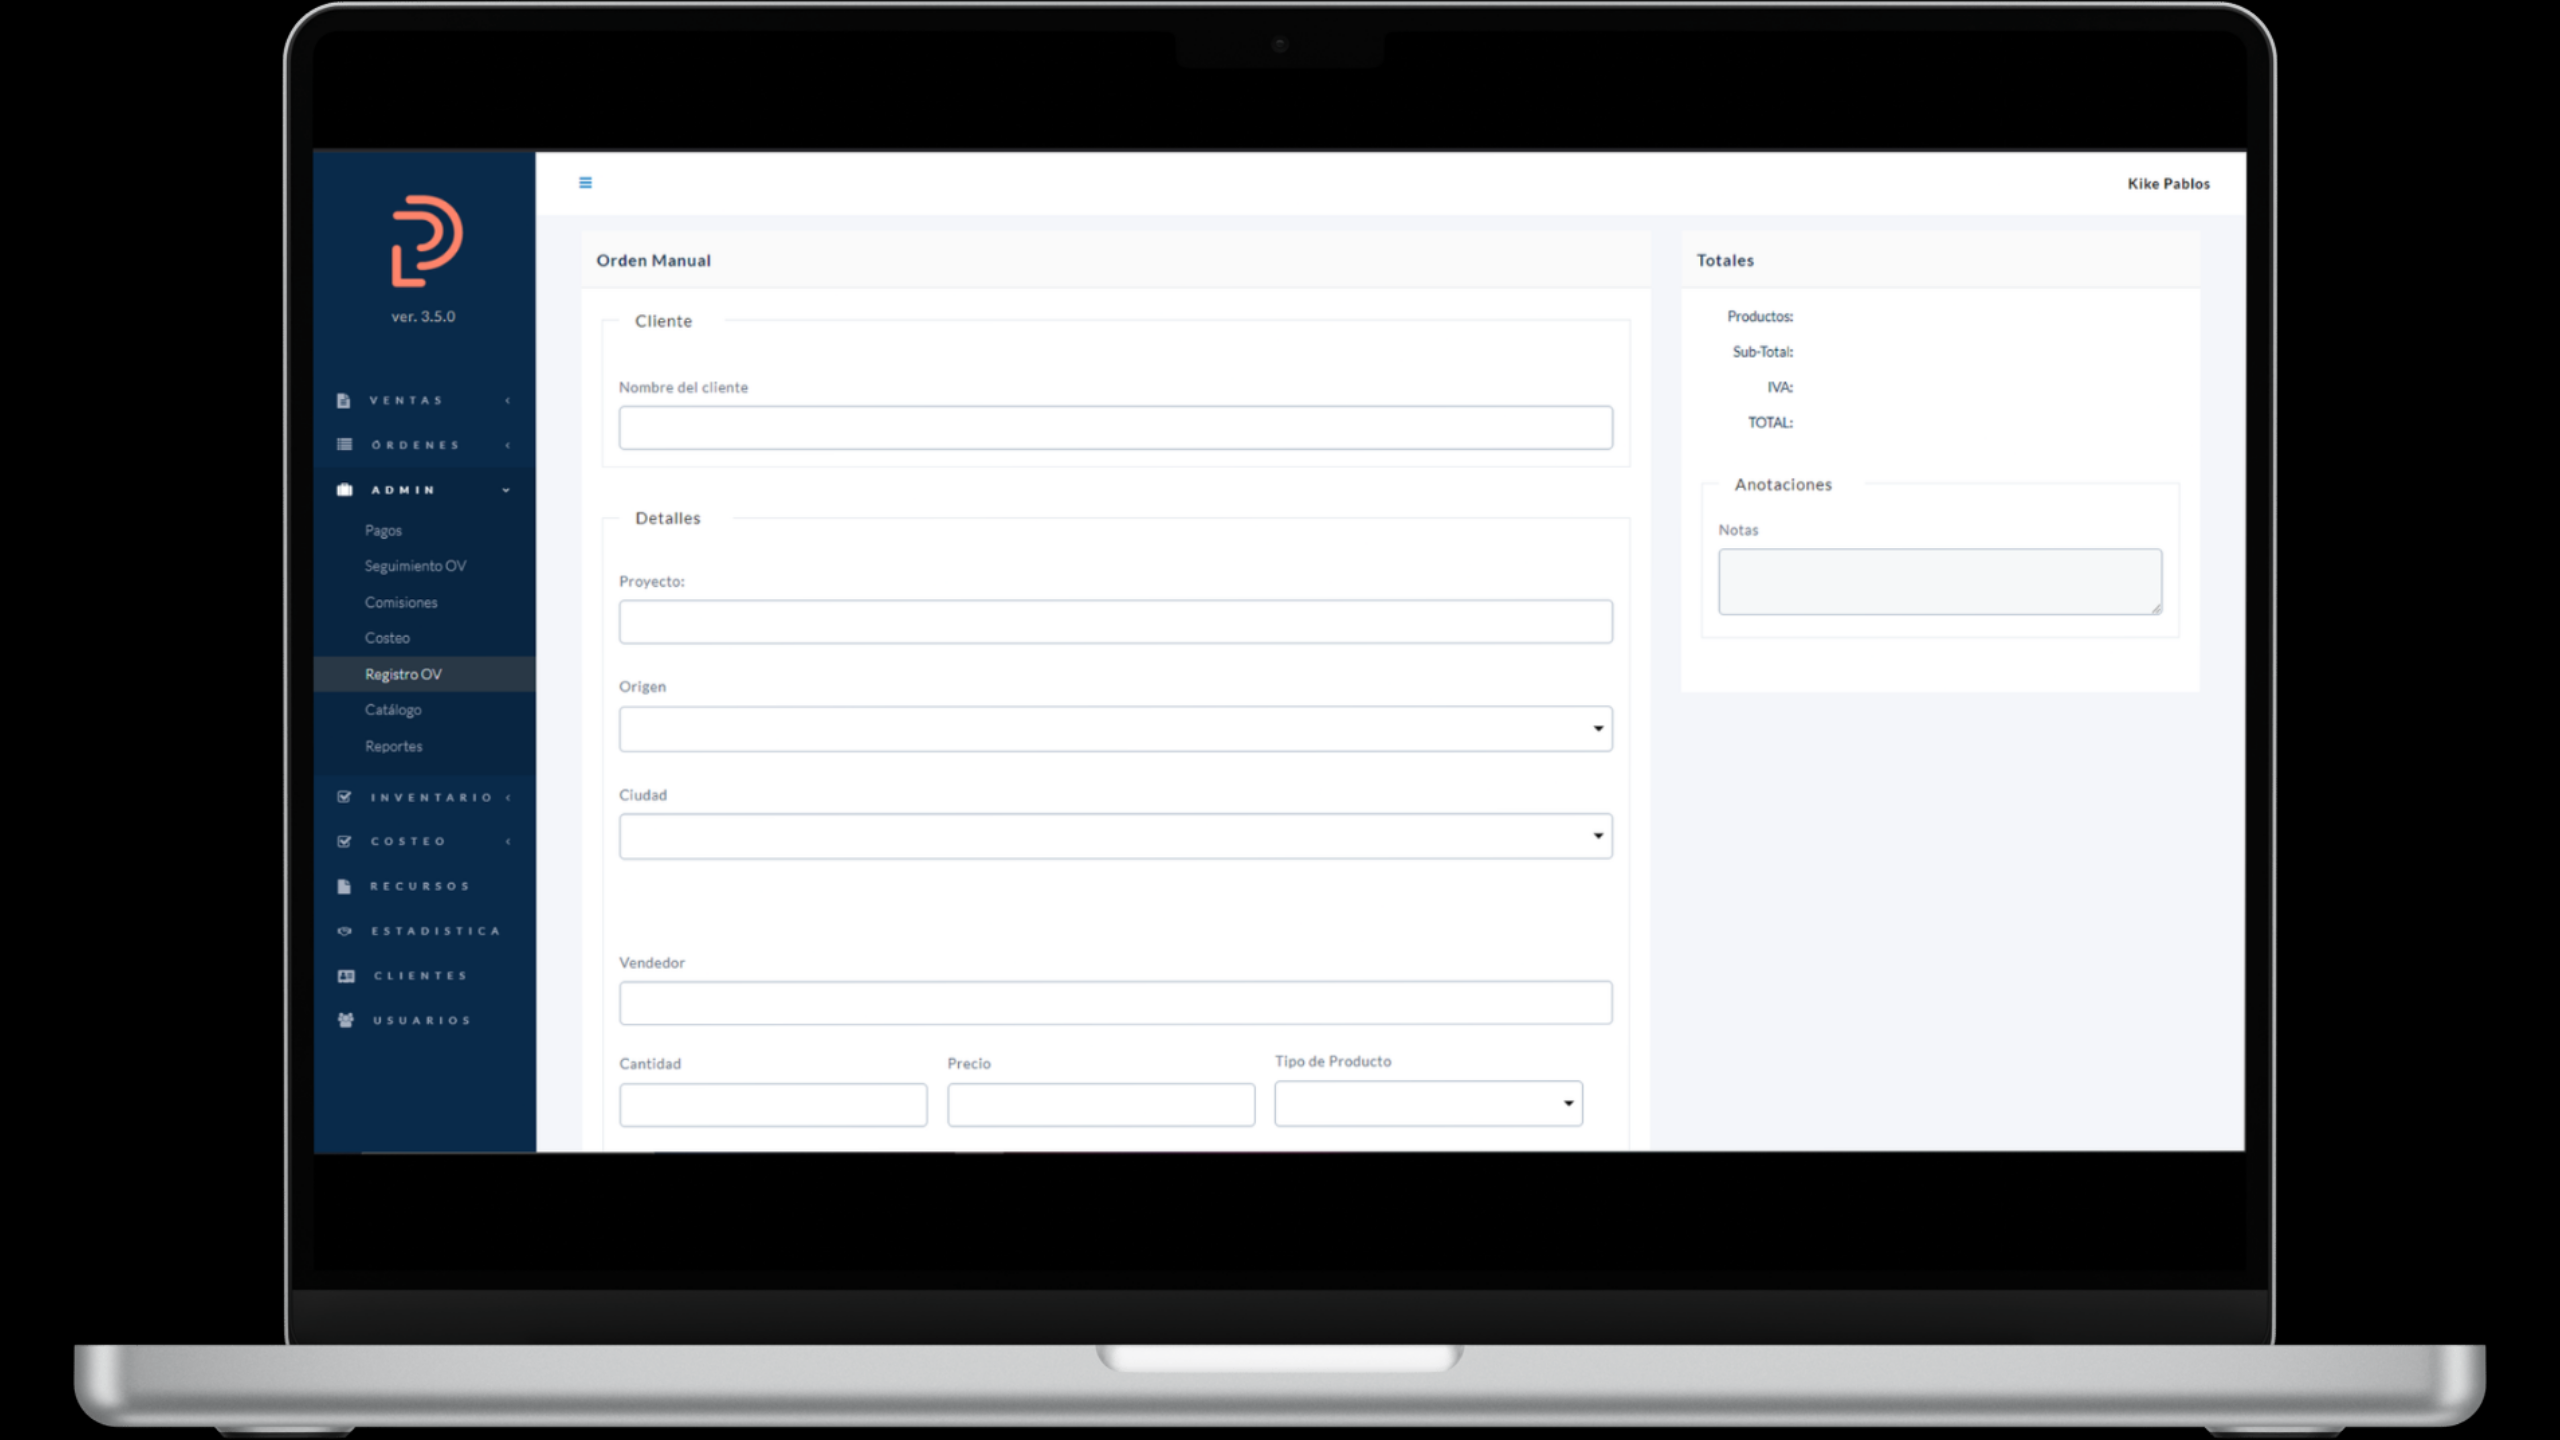 ver. 3.5.0
VENTAS
ÓRDENES
ADMIN
Pagos
Seguimiento OV
Comisiones
Costeo
Registro OV
Catálogo
Reportes
INVENTARIO
COSTEO
RECURSOS
ESTADISTICA
CLIENTES
USUARIOS
Kike Pablos
Orden Manual
Cliente
Nombre del cliente
Detalles
Proyecto:
Origen
Ciudad
Vendedor
Cantidad Precio Tipo de Producto
Totales
Productos:
Sub-Total:
IVA:
TOTAL:
Anotaciones
Notas